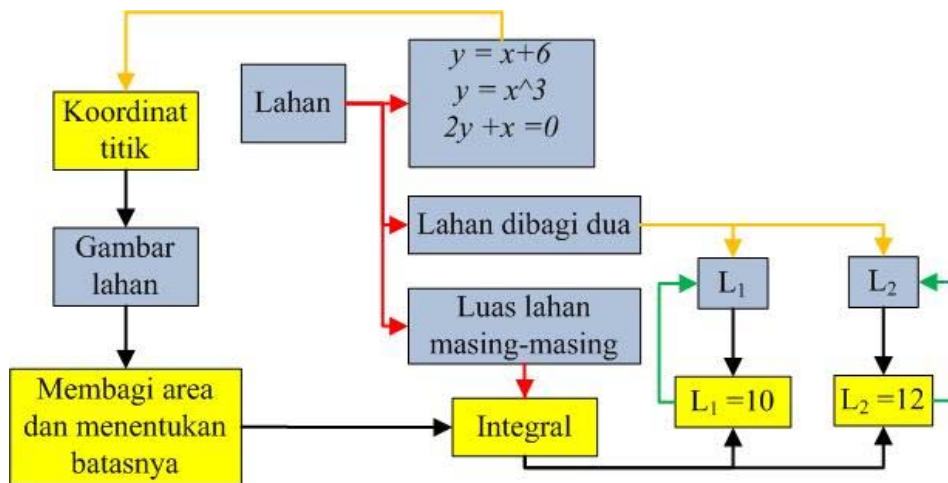 y = x+6
y = x^3
2y +x =0
Lahan
Koordinat
titik
Lahan dibagi dua
Gambar
lahan
L₁
L₂
Luas lahan
masing-masing
Membagi area
dan menentukan
batasnya
Integral
L₁ =10
L₂ =12